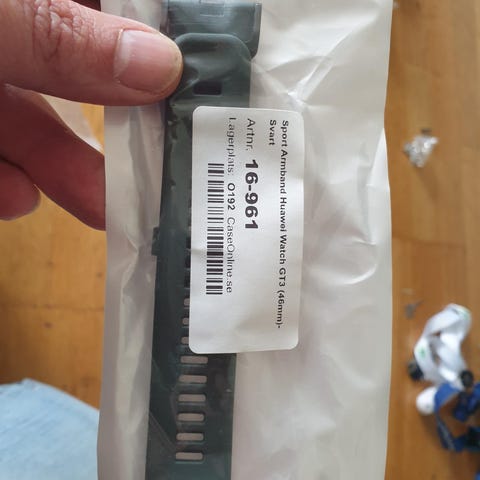 Sport Armband Huawei Watch GT3 (46mm)-
Svart
Artnr. 16-961
Lagerplats: O192 CaseOnline.se